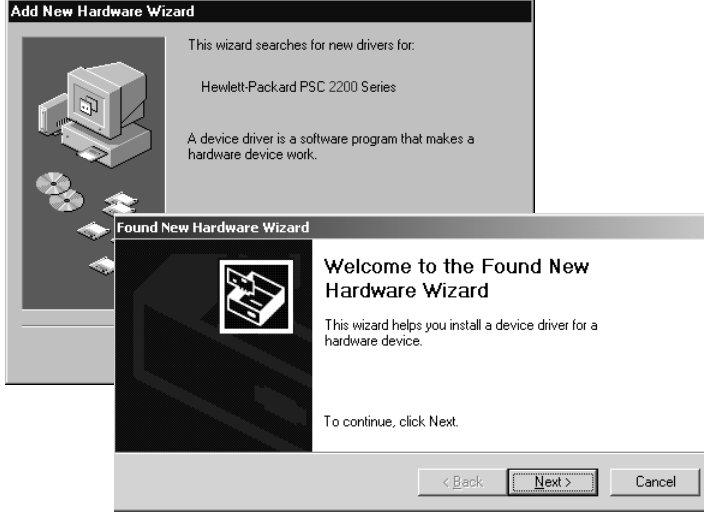 Add New Hardware Wizard
This wizard searches for new drivers for:
Hewlett-Packard PSC 2200 Series
A device driver is a software program that makes a
hardware device work.
Found New Hardware Wizard
Welcome to the Found New
Hardware Wizard
This wizard helps you install a device driver for a
hardware device.
To continue, click Next.
< Back Next > Cancel